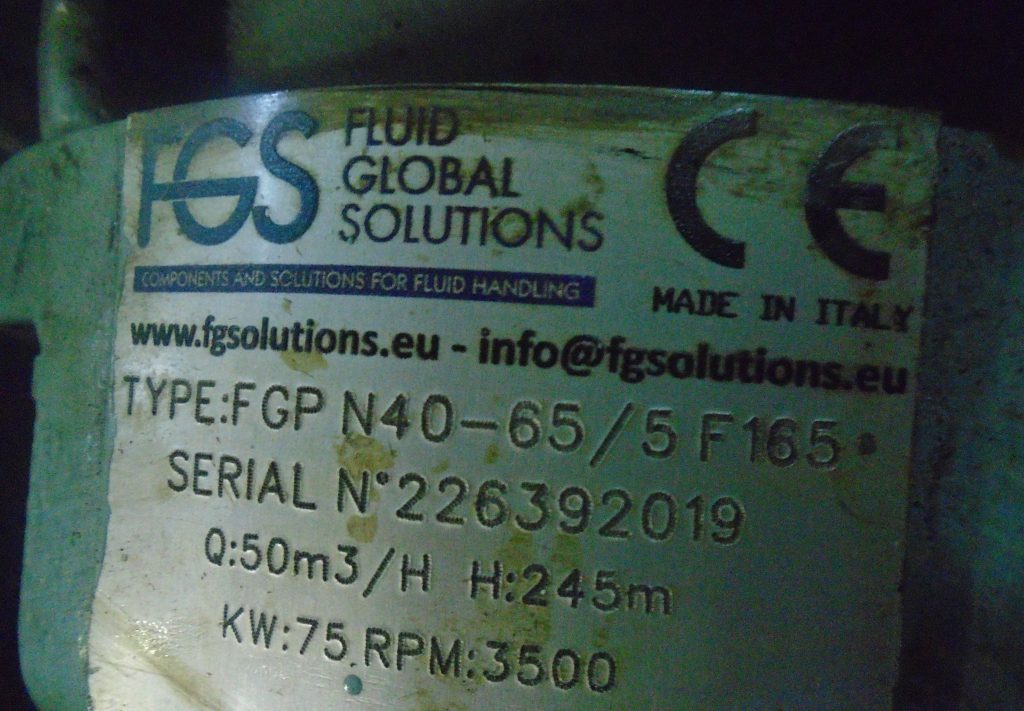 FGS FLUID
GLOBAL
SOLUTIONS
CE
COMPONENTS AND SOLUTIONS FOR FLUID HANDLING
MADE IN ITALY
www.fgsolutions.eu - info@fgsolutions.eu
TYPE:FGP N40-65/5 F165
SERIAL N°226392019
Q:50m3/H H:245m
KW:75 RPM:3500